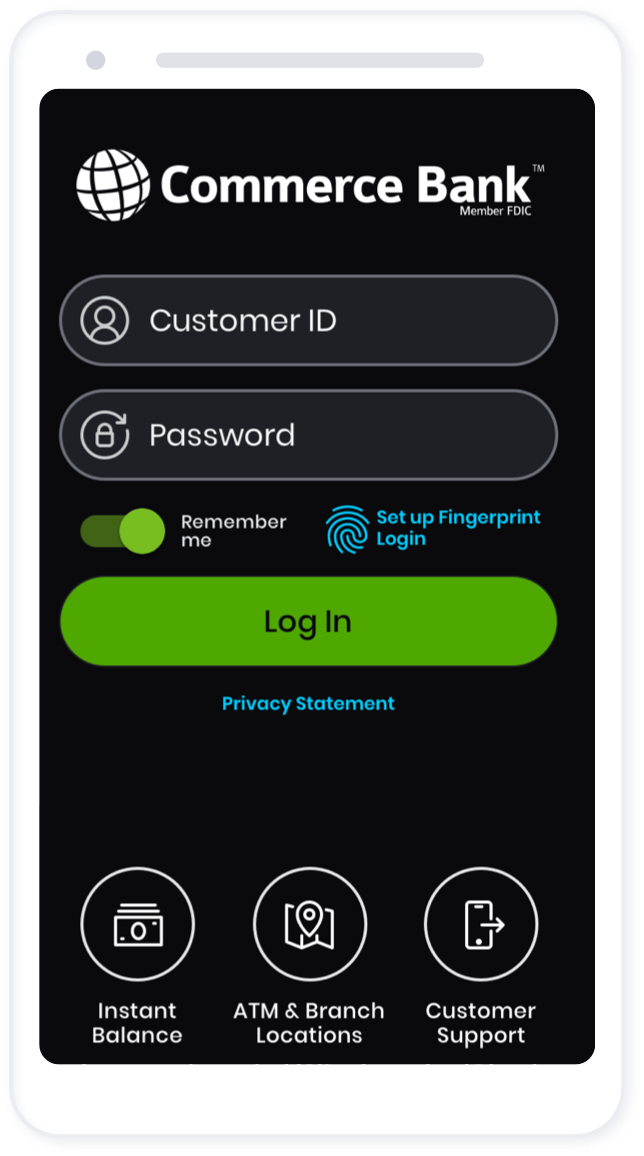 Commerce Bank™
Member FDIC
Customer ID
Password
Remember
me
Set up Fingerprint
Login
Log In
Privacy Statement
Instant
Balance
ATM & Branch
Locations
Customer
Support